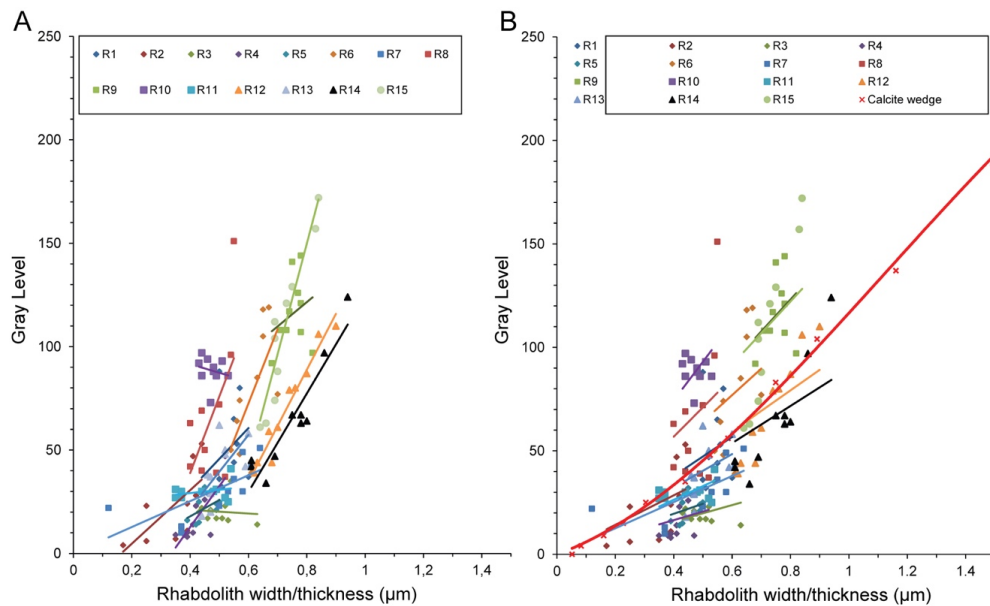 A
Gray Level
250
200
150
100
50
0
R1 R2 R3 R4 R5 R6 R7 R8
R9 R10 R11 R12 R13 R14 R15
0 0,2 0,4 0,6 0,8 1 1,2 1,4
Rhabdolith width/thickness (µm)
B
Gray Level
250
200
150
100
50
0
R1 R2 R3 R4
R5 R6 R7 R8
R9 R10 R11 R12
R13 R14 R15 Calcite wedge
0 0.2 0.4 0.6 0.8 1 1.2 1.4
Rhabdolith width/thickness (µm)